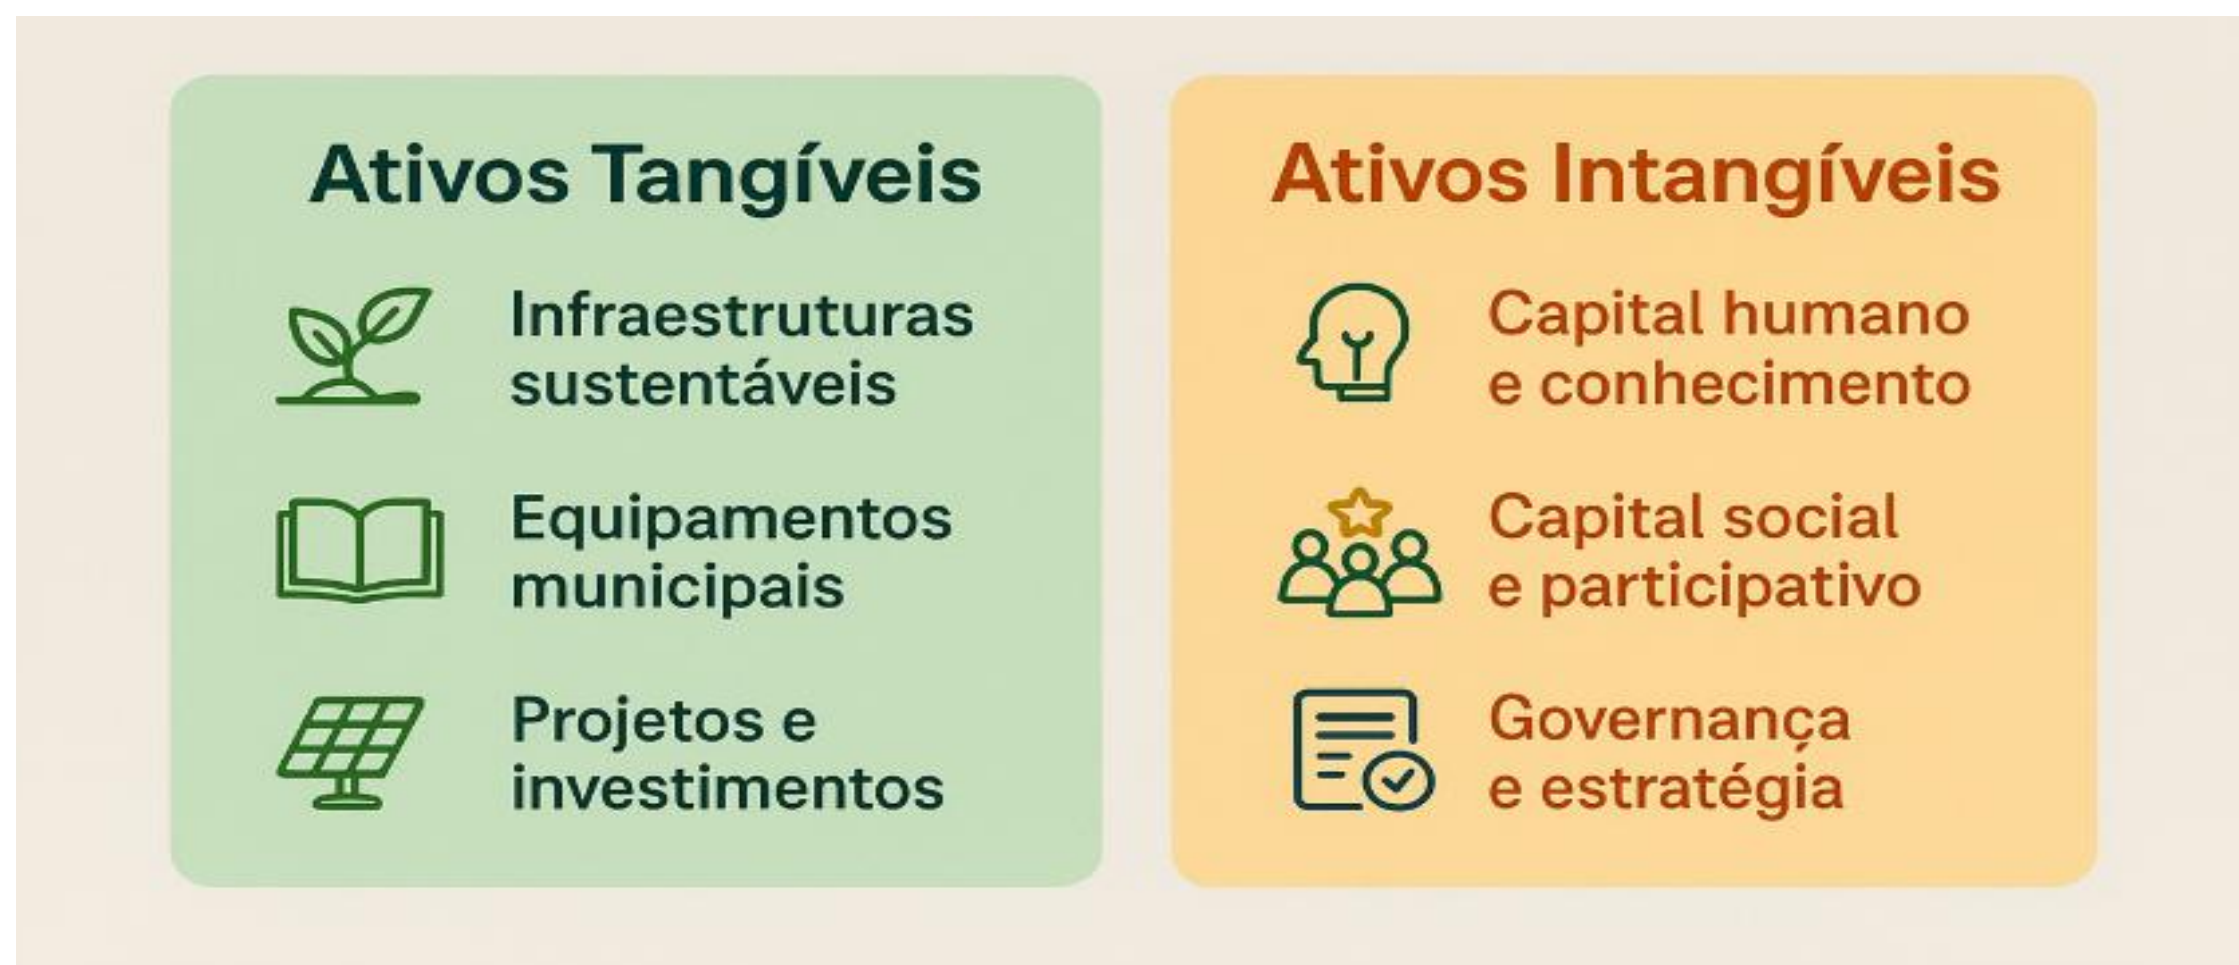 Ativos Tangíveis
Infraestruturas
sustentáveis
Equipamentos
municipais
Projetos e
investimentos
Ativos Intangíveis
Capital humano
e conhecimento
Capital social
e participativo
Governança
e estratégia